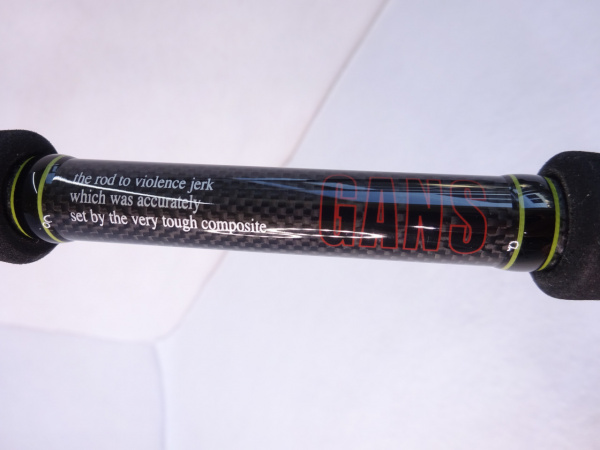 the rod to violence jerk
which was accurately
set by the very tough composite
GANS